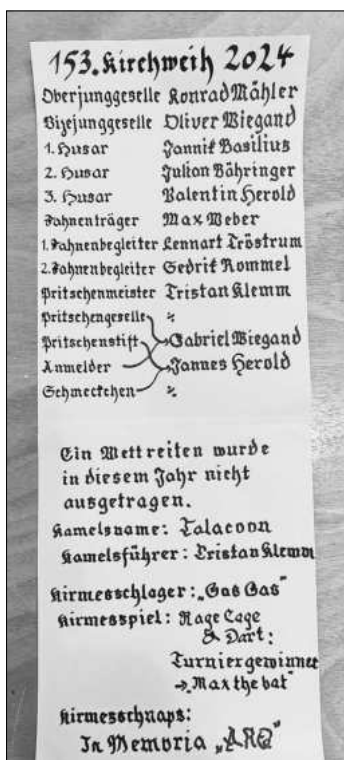 153. Kirchweih 2024
Oberjunggeselle Konrad Mähler
Vizejunggeselle Oliver Wiegand
1. Husar Jannik Basilius
2. Husar Julian Bähringer
3. Husar Valentin Herold
Fahnenträger Max Weber
1. Fahnenbegleiter Lennart Tröstrum
2. Fahnenbegleiter Cedrik Rommel
Pritschenmeister Tristan Klemm
Pritschengeselle ⁒
Pritschenstift Gabriel Wiegand
Anmelder Jannes Herold
Schmeckchen ⁒
Ein Wettreiten wurde
in diesem Jahr nicht
ausgetragen.
Kamelsname: Talacoon
Kamelsführer: Tristan Klemm
Kirmesschlager: „Gas Gas"
Kirmesspiel: Rage Cage
& Dart:
Turniergewinner
→ „Max the bat"
Kirmesschnaps:
In Memoria „ARQ"